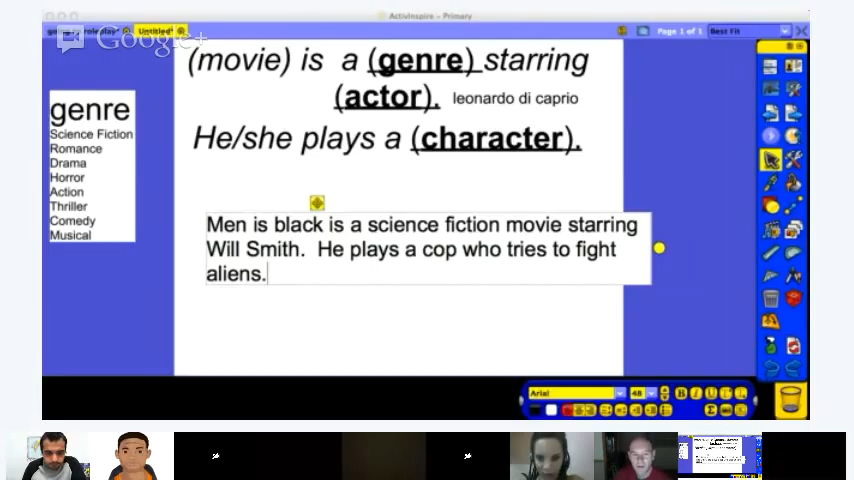 ActivInspire - Primary
Untitled*
Page 1 of 1
Best Fit
Google+
(movie) is a (genre) starring
(actor). leonardo di caprio
He/she plays a (character).
genre
Science Fiction
Romance
Drama
Horror
Action
Thriller
Comedy
Musical
Men is black is a science fiction movie starring
Will Smith. He plays a cop who tries to fight
aliens.
Arial
48